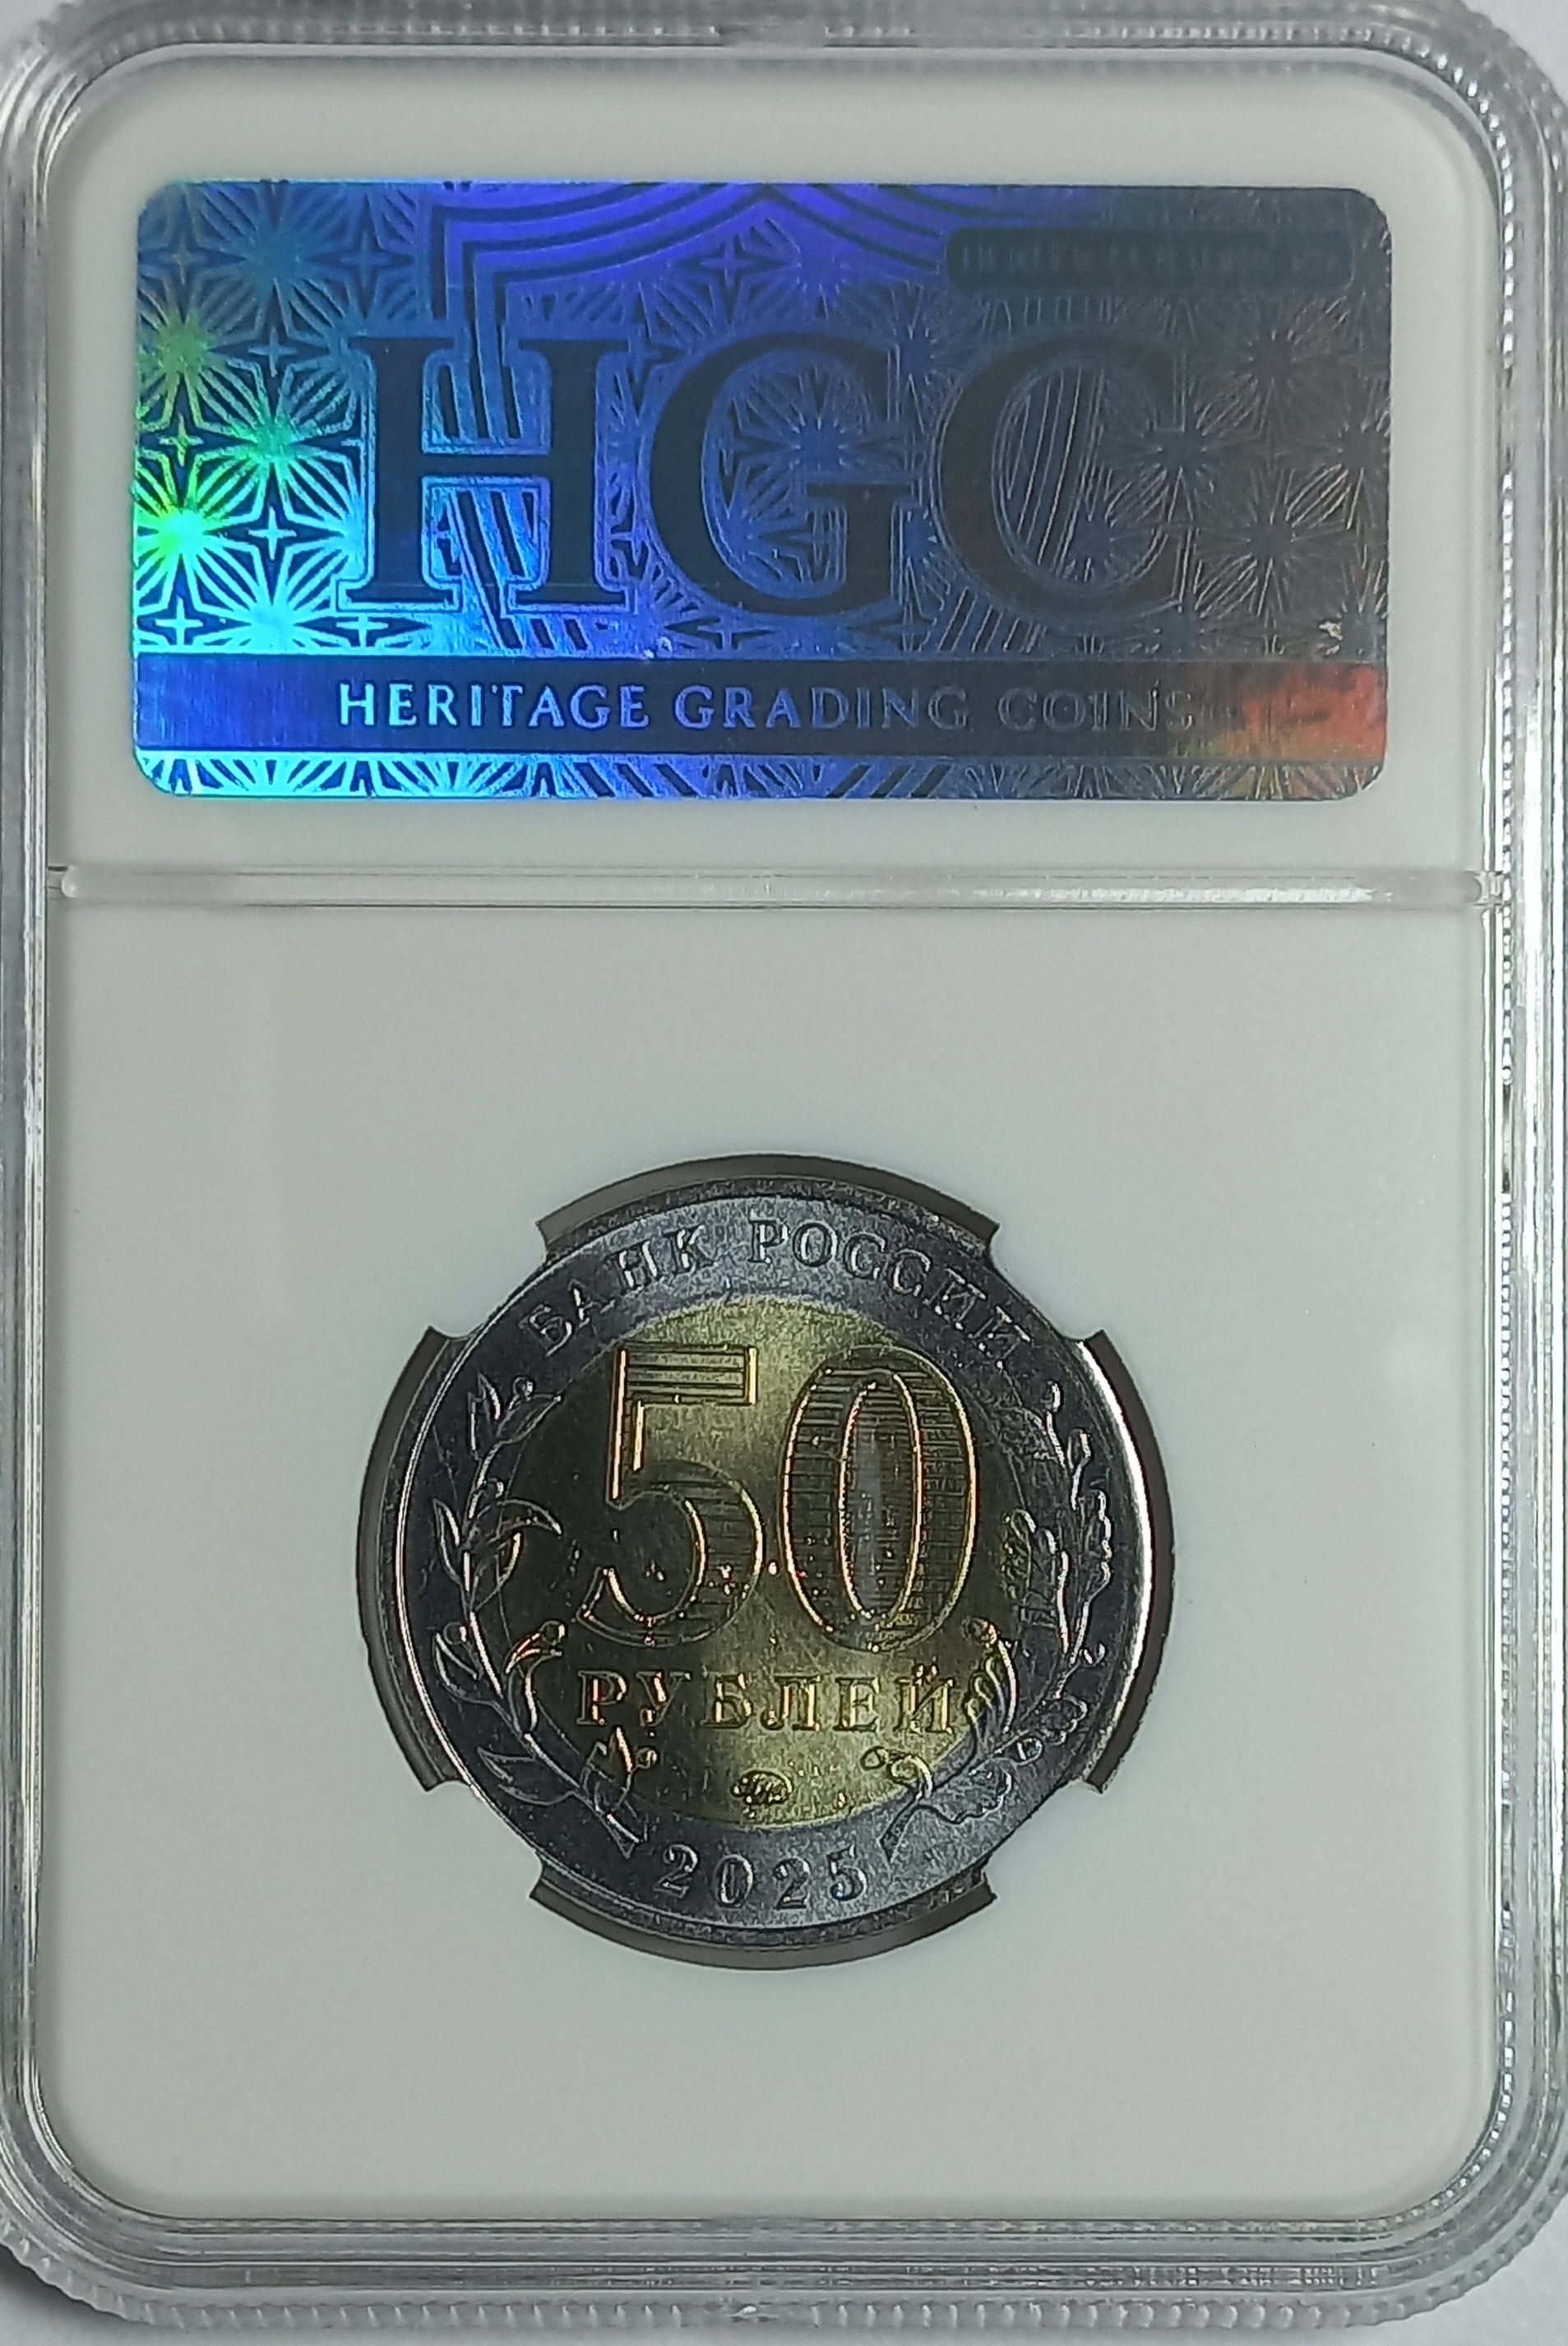 HGC
HERITAGE GRADING COINS
БАНК РОССИИ
50
РУБЛЕЙ
2025